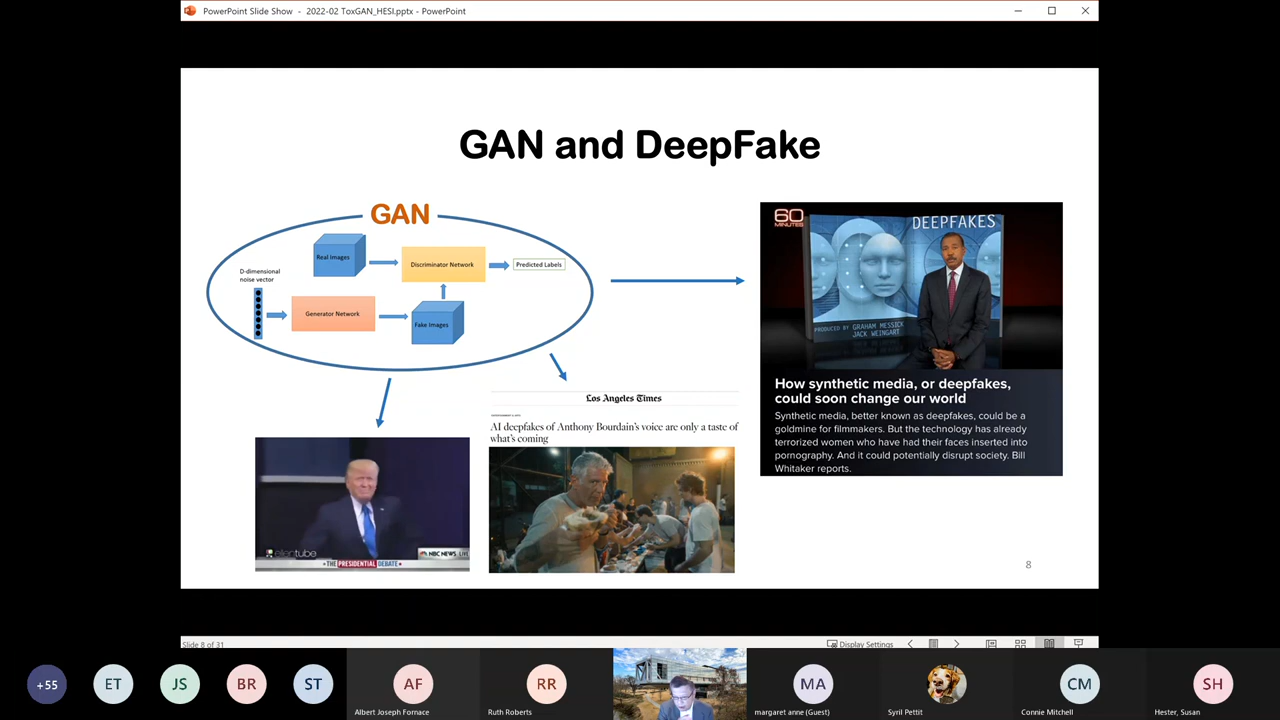 PowerPoint Slide Show - 2022-02 ToxGAN_HESI.pptx - PowerPoint
GAN and DeepFake
GAN
Real Images
Discriminator Network
Predicted Labels
D-dimensional
noise vector
Generator Network
Fake Images
60
MINUTES
DEEPFAKES
PRODUCED BY GRAHAM MESSICK
JACK WEINGART
How synthetic media, or deepfakes,
could soon change our world
Synthetic media, better known as deepfakes, could be a
goldmine for filmmakers. But the technology has already
terrorized women who have had their faces inserted into
pornography. And it could potentially disrupt society. Bill
Whitaker reports.
Los Angeles Times
AI deepfakes of Anthony Bourdain's voice are only a taste of
what's coming
ellentube
NBC NEWS LIVE
THE PRESIDENTIAL DEBATE
8
Slide 8 of 31
Display Settings
+55
ET
JS
BR
ST
AF
Albert Joseph Fornace
RR
Ruth Roberts
MA
margaret anne (Guest)
Syril Pettit
CM
Connie Mitchell
SH
Hester, Susan